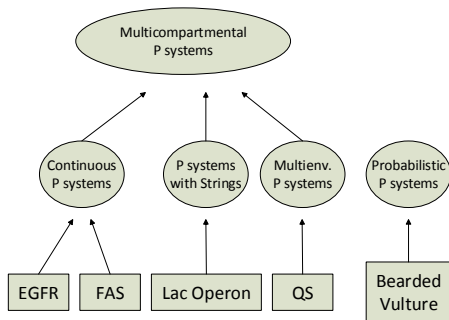 Multicompartmental
P systems
Continuous
P systems
P systems
with Strings
Multienv.
P systems
Probabilistic
P systems
EGFR
FAS
Lac Operon
QS
Bearded
Vulture